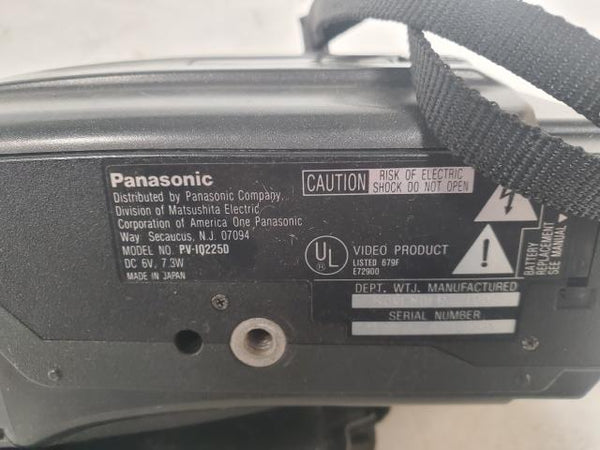 Panasonic
Distributed by Panasonic Company,
Division of Matsushita Electric
Corporation of America One Panasonic
Way Secaucus, N.J. 07094
MODEL NO. PV-IQ225D
DC 6V, 7.3W
MADE IN JAPAN
CAUTION
RISK OF ELECTRIC
SHOCK DO NOT OPEN
UL
VIDEO PRODUCT
LISTED 679F
E72900
BATTERY
REPLACEMENT
SEE MANUAL
DEPT. WTJ. MANUFACTURED
SERIAL NUMBER